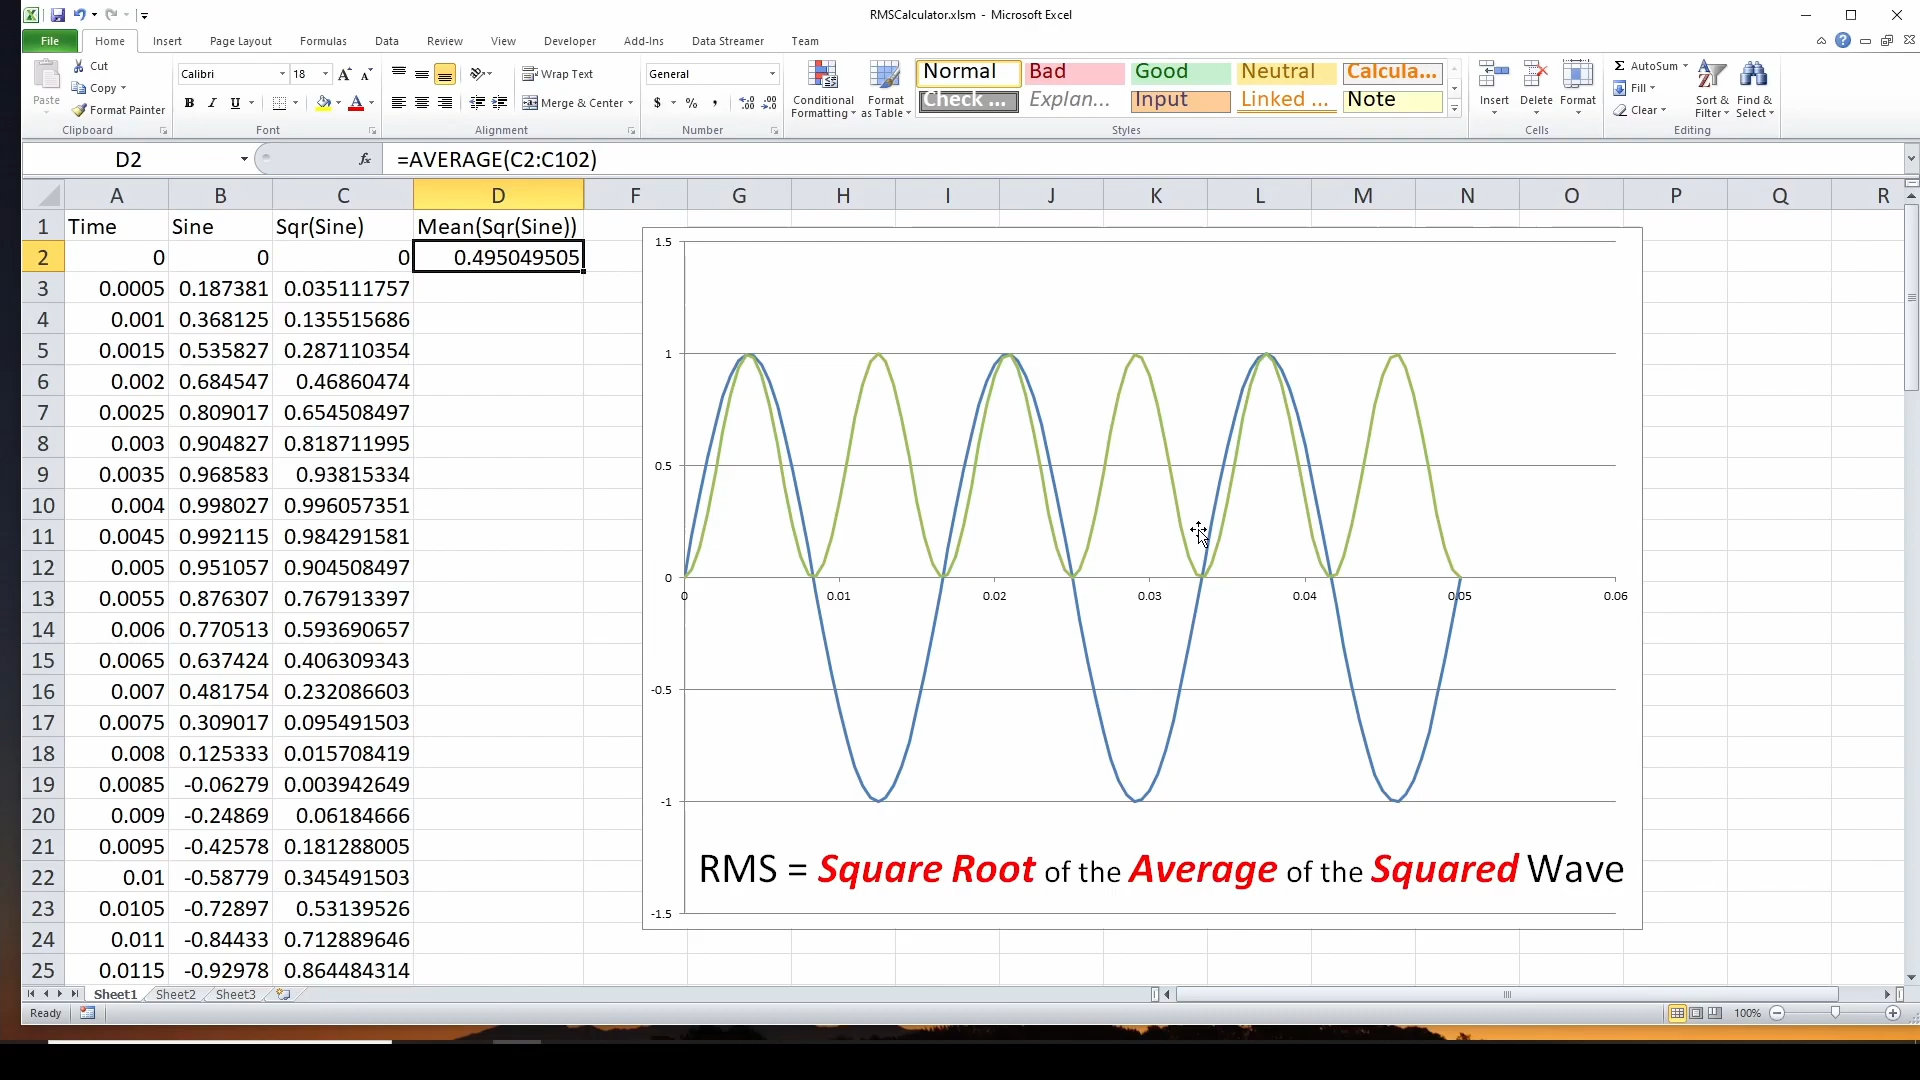 RMSCalculator.xlsm - Microsoft Excel
File Home Insert Page Layout Formulas Data Review View Developer Add-Ins Data Streamer Team
Paste
Cut
Copy
Format Painter
Clipboard
Calibri 18
B I U
Font
Wrap Text
Merge & Center
Alignment
General
$ % ,
Number
Conditional Formatting
Format as Table
Normal Bad Good Neutral Calcula...
Check ... Explan... Input Linked ... Note
Styles
Insert Delete Format
Cells
AutoSum
Fill
Clear
Sort & Filter
Find & Select
Editing
D2 fx =AVERAGE(C2:C102)
A B C D F G H I J K L M N O P Q R
1 Time Sine Sqr(Sine) Mean(Sqr(Sine))
2 0 0 0 0.495049505
3 0.0005 0.187381 0.035111757
4 0.001 0.368125 0.135515686
5 0.0015 0.535827 0.287110354
6 0.002 0.684547 0.46860474
7 0.0025 0.809017 0.654508497
8 0.003 0.904827 0.818711995
9 0.0035 0.968583 0.93815334
10 0.004 0.998027 0.996057351
11 0.0045 0.992115 0.984291581
12 0.005 0.951057 0.904508497
13 0.0055 0.876307 0.767913397
14 0.006 0.770513 0.593690657
15 0.0065 0.637424 0.406309343
16 0.007 0.481754 0.232086603
17 0.0075 0.309017 0.095491503
18 0.008 0.125333 0.015708419
19 0.0085 -0.06279 0.003942649
20 0.009 -0.24869 0.06184666
21 0.0095 -0.42578 0.181288005
22 0.01 -0.58779 0.345491503
23 0.0105 -0.72897 0.53139526
24 0.011 -0.84433 0.712889646
25 0.0115 -0.92978 0.864484314
1.5
1
0.5
0
0 0.01 0.02 0.03 0.04 0.05 0.06
-0.5
-1
RMS = Square Root of the Average of the Squared Wave
-1.5
Sheet1 Sheet2 Sheet3
Ready
100%